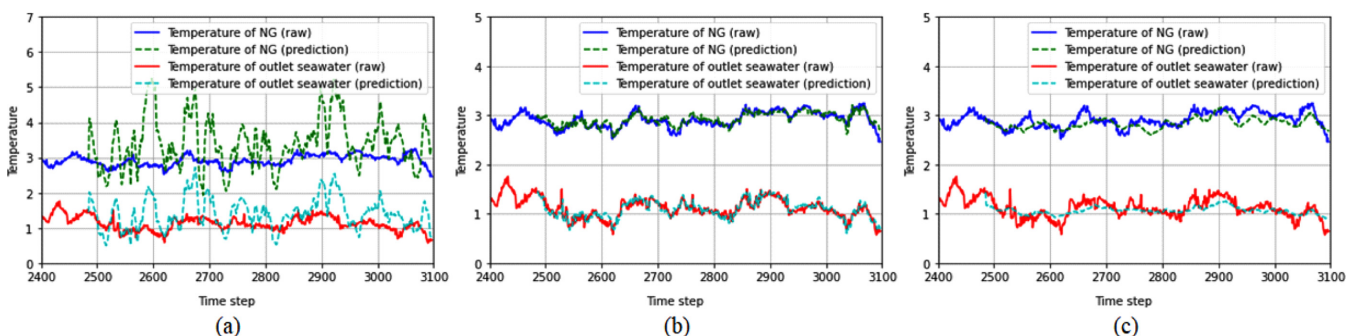 7
6
5
4
3
2
1
0
Temperature
Temperature of NG (raw)
Temperature of NG (prediction)
Temperature of outlet seawater (raw)
Temperature of outlet seawater (prediction)
2400 2500 2600 2700 2800 2900 3000 3100
Time step
(a)
5
4
3
2
1
0
Temperature
Temperature of NG (raw)
Temperature of NG (prediction)
Temperature of outlet seawater (raw)
Temperature of outlet seawater (prediction)
2400 2500 2600 2700 2800 2900 3000 3100
Time step
(b)
5
4
3
2
1
0
Temperature
Temperature of NG (raw)
Temperature of NG (prediction)
Temperature of outlet seawater (raw)
Temperature of outlet seawater (prediction)
2400 2500 2600 2700 2800 2900 3000 3100
Time step
(c)